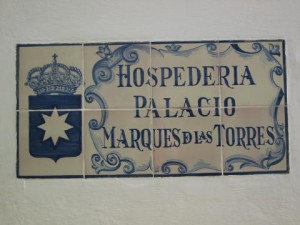 HOSPEDERIA
PALACIO
MARQUES D LAS TORRES